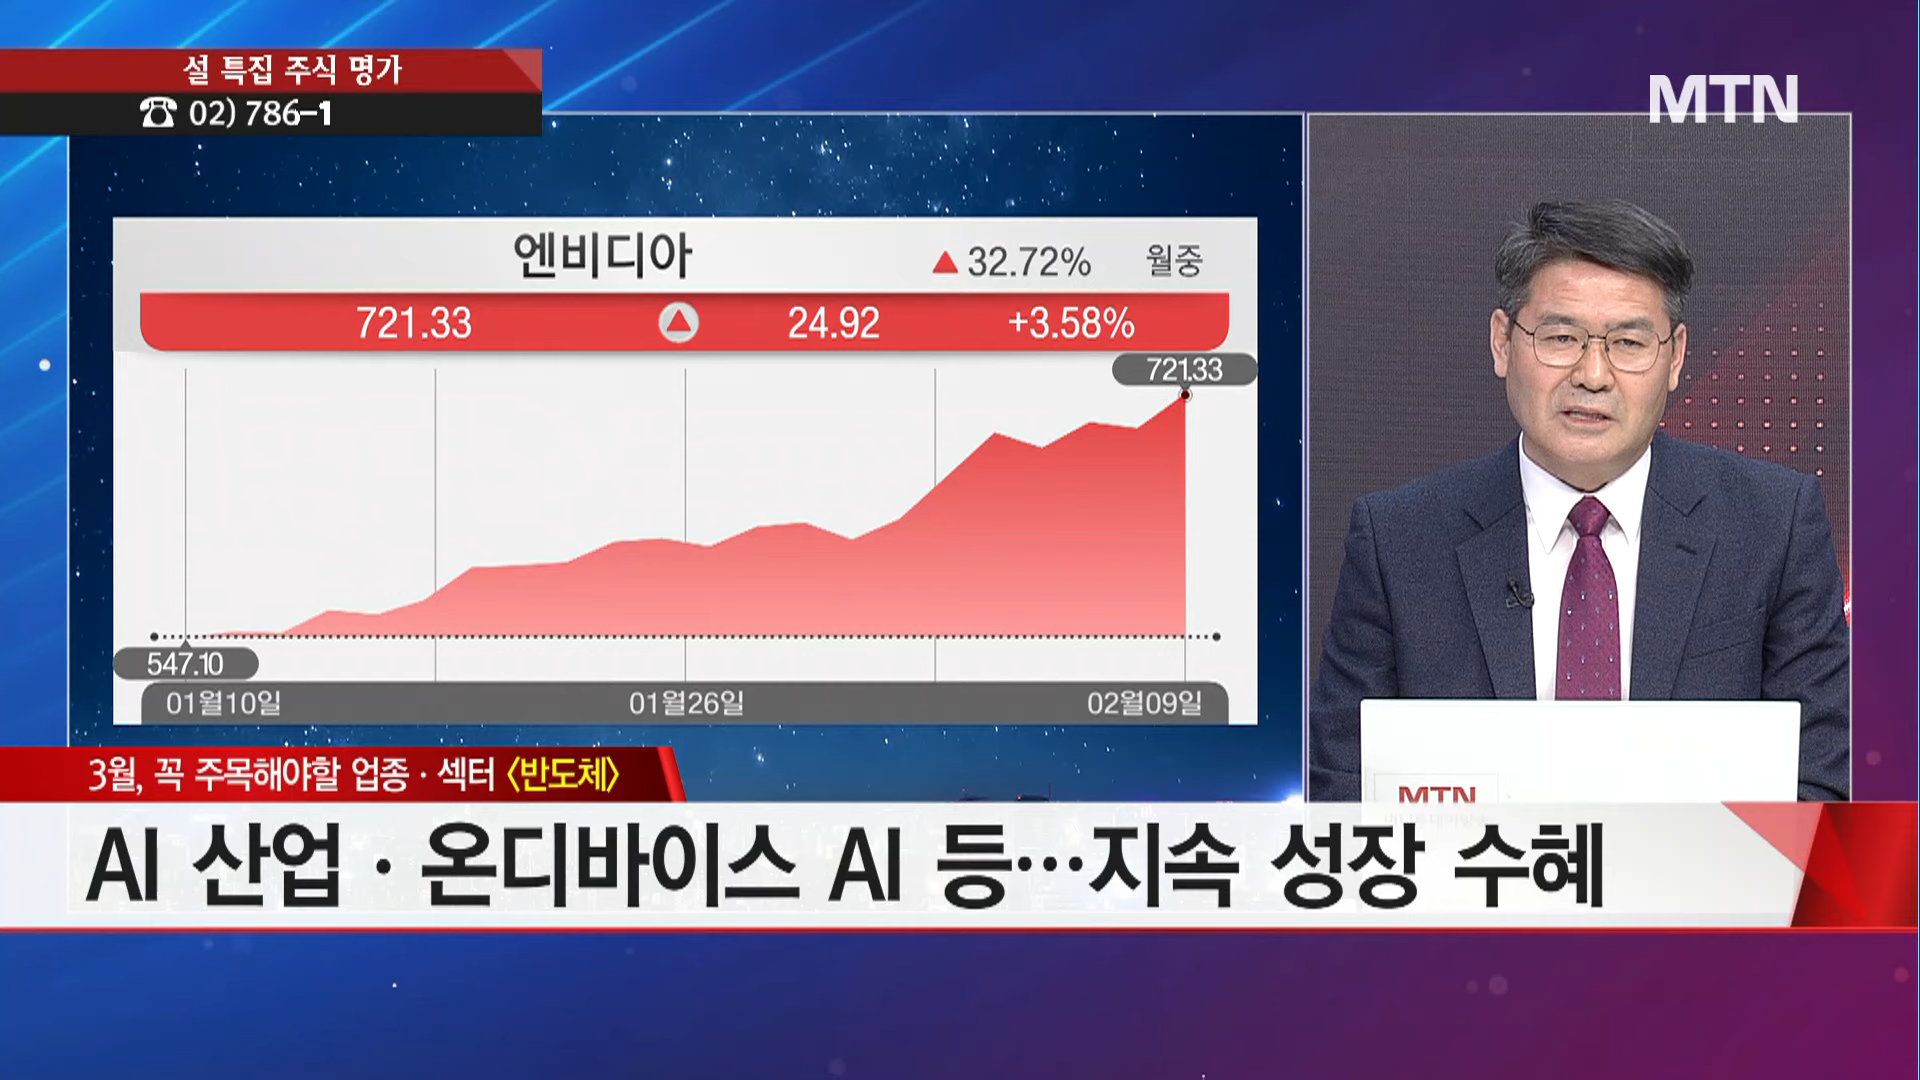 설 특집 주식 명가
☎ 02) 786-1
MTN
엔비디아 ▲ 32.72% 월중
721.33 ▲ 24.92 +3.58%
721.33
547.10
01월10일 01월26일 02월09일
MTN
3월, 꼭 주목해야할 업종·섹터 <반도체>
AI 산업·온디바이스 AI 등…지속 성장 수혜